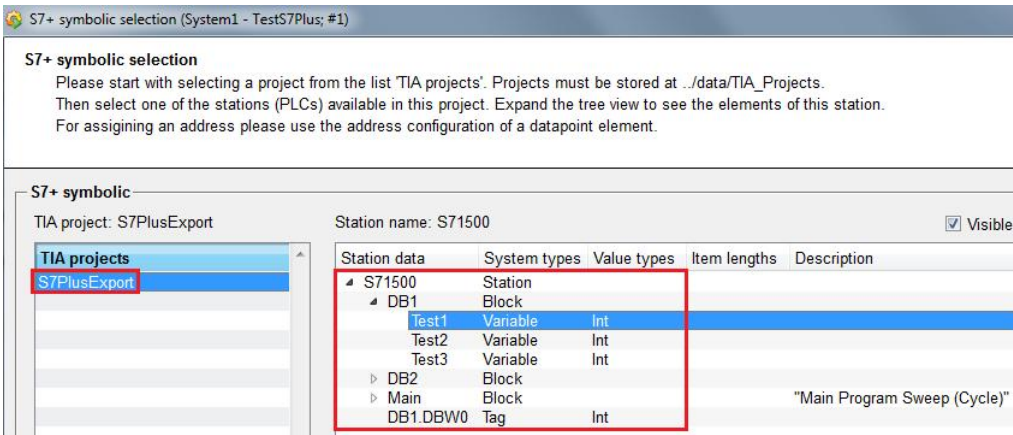 S7+ symbolic selection (System1 - TestS7Plus; #1)
S7+ symbolic selection
Please start with selecting a project from the list 'TIA projects'. Projects must be stored at ../data/TIA_Projects.
Then select one of the stations (PLCs) available in this project. Expand the tree view to see the elements of this station.
For assigining an address please use the address configuration of a datapoint element.
S7+ symbolic
TIA project: S7PlusExport Station name: S71500 Visible
TIA projects Station data System types Value types Item lengths Description
S7PlusExport S71500 Station
DB1 Block
Test1 Variable Int
Test2 Variable Int
Test3 Variable Int
DB2 Block
Main Block "Main Program Sweep (Cycle)"
DB1.DBW0 Tag Int